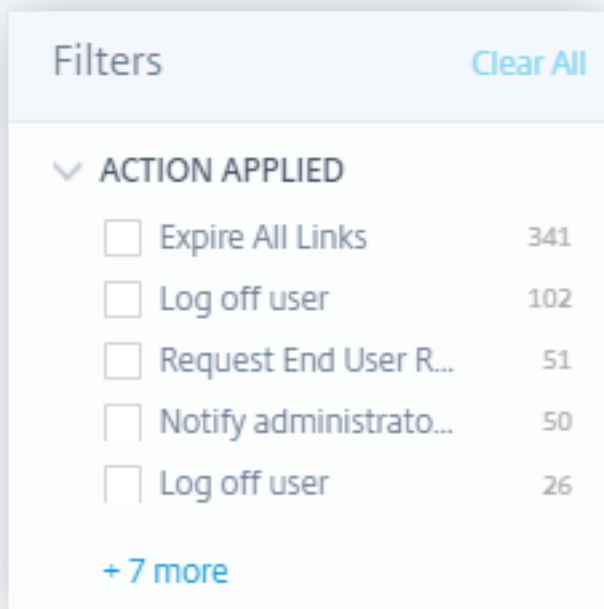 Filters
Clear All
ACTION APPLIED
Expire All Links 341
Log off user 102
Request End User R... 51
Notify administrato... 50
Log off user 26
+ 7 more